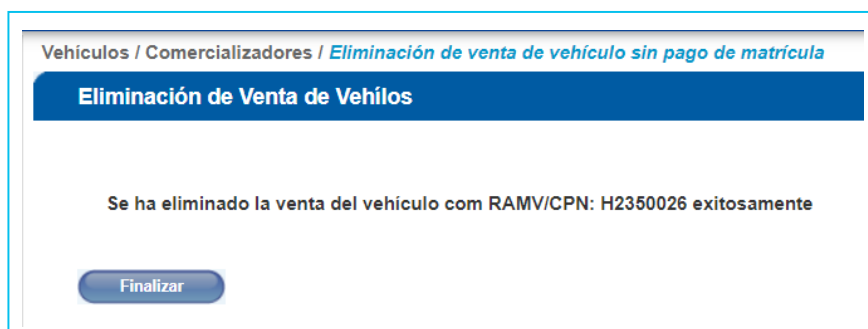 Vehículos / Comercializadores / Eliminación de venta de vehículo sin pago de matrícula
Eliminación de Venta de Vehílos
Se ha eliminado la venta del vehículo com RAMV/CPN: H2350026 exitosamente
Finalizar